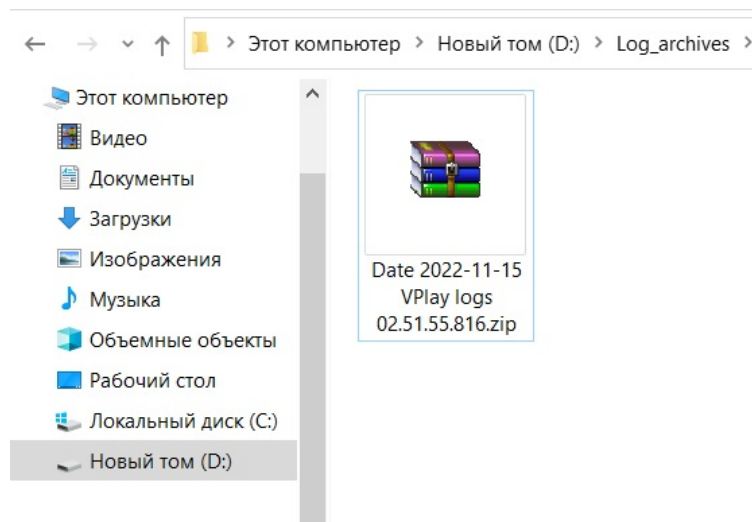 Этот компьютер > Новый том (D:) > Log_archives >
Этот компьютер
Видео
Документы
Загрузки
Изображения
Музыка
Объемные объекты
Рабочий стол
Локальный диск (C:)
Новый том (D:)
Date 2022-11-15
VPlay logs
02.51.55.816.zip